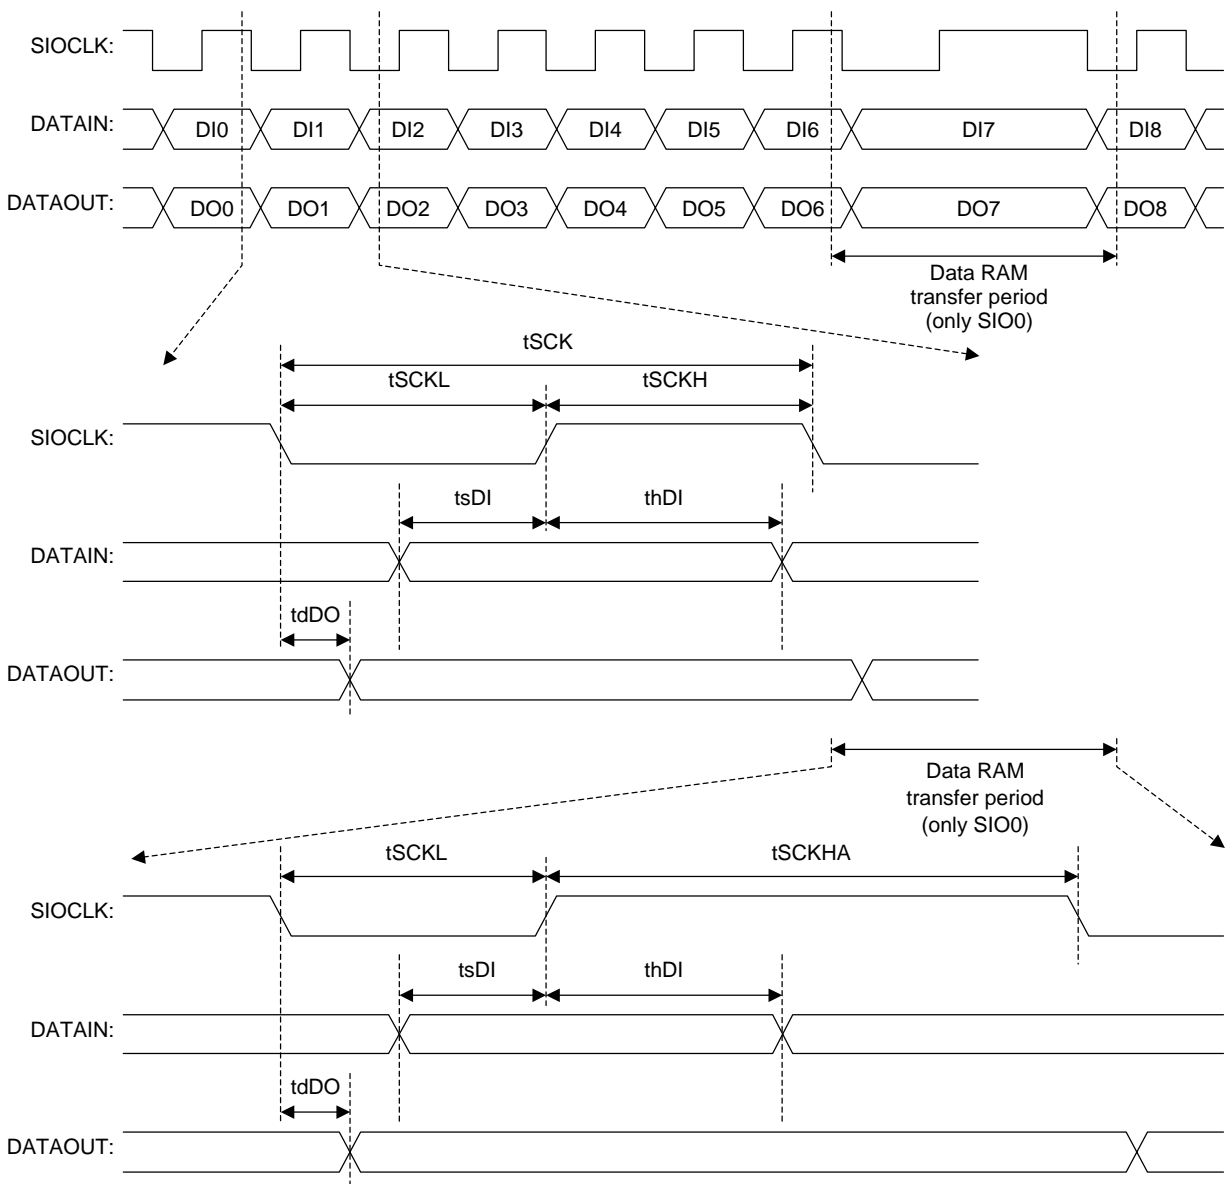 SIOCLK:
DATAIN: DI0 DI1 DI2 DI3 DI4 DI5 DI6 DI7 DI8
DATAOUT: DO0 DO1 DO2 DO3 DO4 DO5 DO6 DO7 DO8
Data RAM
transfer period
(only SIO0)
tSCK
tSCKL tSCKH
SIOCLK:
tsDI thDI
DATAIN:
tdDO
DATAOUT:
Data RAM
transfer period
(only SIO0)
tSCKL tSCKHA
SIOCLK:
tsDI thDI
DATAIN:
tdDO
DATAOUT: